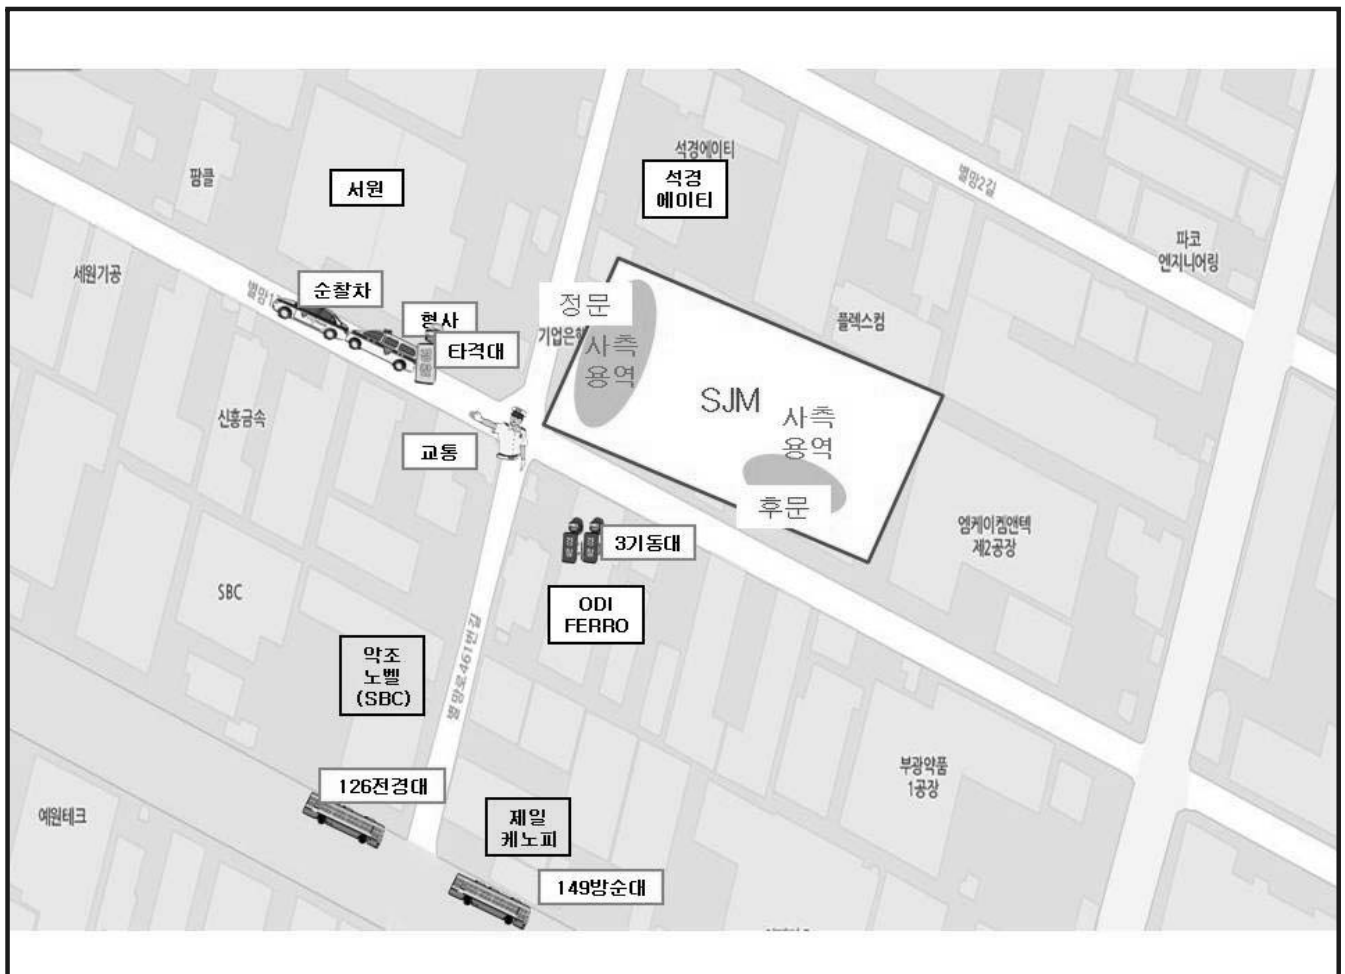 석경에이티
팜클
서원
석경
에이티
별망2길
파코
엔지니어링
세원기공
순찰차
별망1
형사
정문
기업은행
타격대
사측
용역
플렉스컴
SJM
사측
용역
신흥금속
교통
후문
3기동대
엠케이켐앤텍
제2공장
SBC
ODI
FERRO
악조
노벨
(SBC)
별망로461번길
126전경대
부광약품
1공장
예원테크
제일
케노피
149방순대